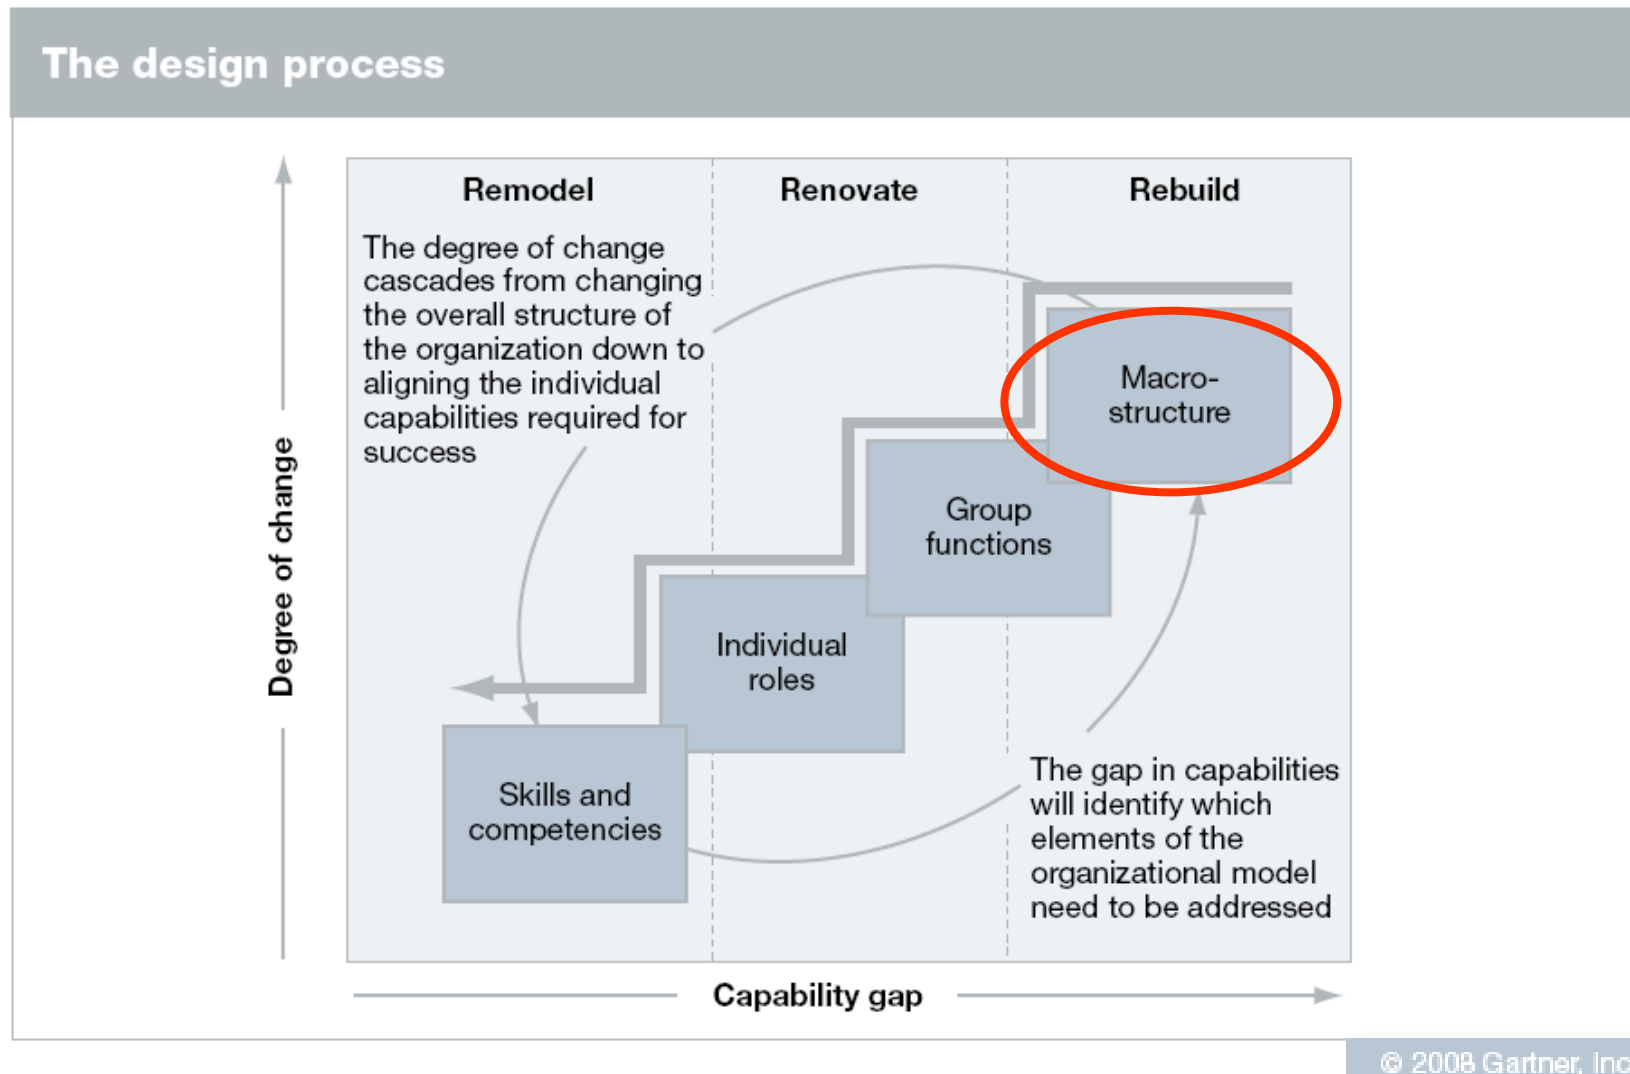 The design process
Remodel
Renovate
Rebuild
The degree of change
cascades from changing
the overall structure of
the organization down to
aligning the individual
capabilities required for
success
Macro-
structure
Group
functions
Individual
roles
Skills and
competencies
The gap in capabilities
will identify which
elements of the
organizational model
need to be addressed
Degree of change
Capability gap
© 2008 Gartner, Inc